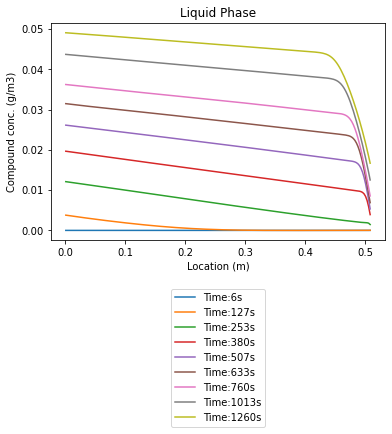 Liquid Phase
Compound conc. (g/m3)
0.05
0.04
0.03
0.02
0.01
0.00
0.0 0.1 0.2 0.3 0.4 0.5
Location (m)
Time:6s
Time:127s
Time:253s
Time:380s
Time:507s
Time:633s
Time:760s
Time:1013s
Time:1260s